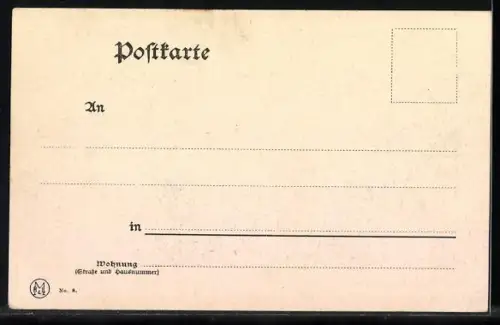 Postkarte
An
in
Wohnung
(Straße und Hausnummer)
No. 8.